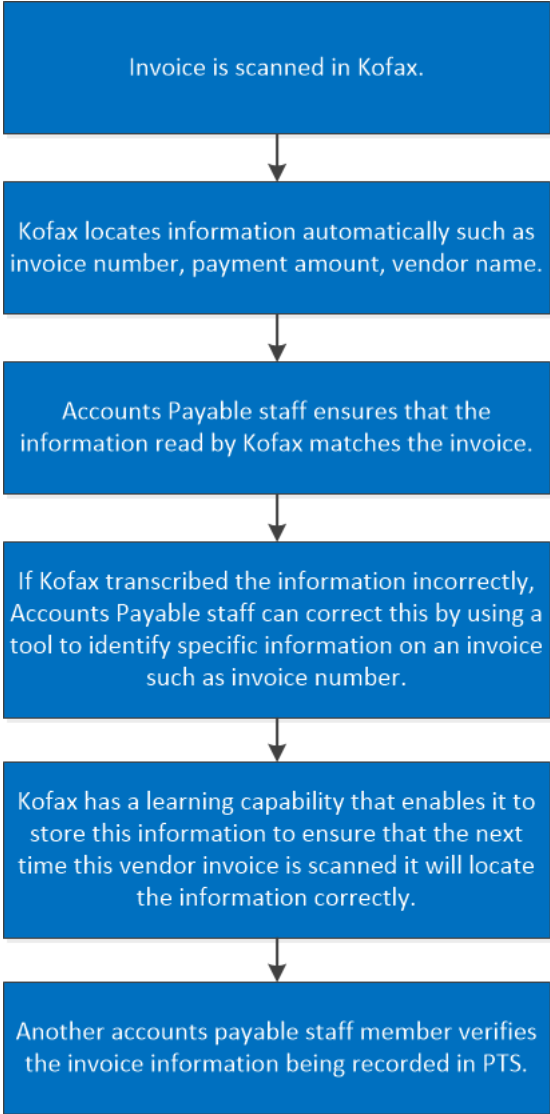 Invoice is scanned in Kofax.
Kofax locates information automatically such as
invoice number, payment amount, vendor name.
Accounts Payable staff ensures that the
information read by Kofax matches the invoice.
If Kofax transcribed the information incorrectly,
Accounts Payable staff can correct this by using a
tool to identify specific information on an invoice
such as invoice number.
Kofax has a learning capability that enables it to
store this information to ensure that the next
time this vendor invoice is scanned it will locate
the information correctly.
Another accounts payable staff member verifies
the invoice information being recorded in PTS.